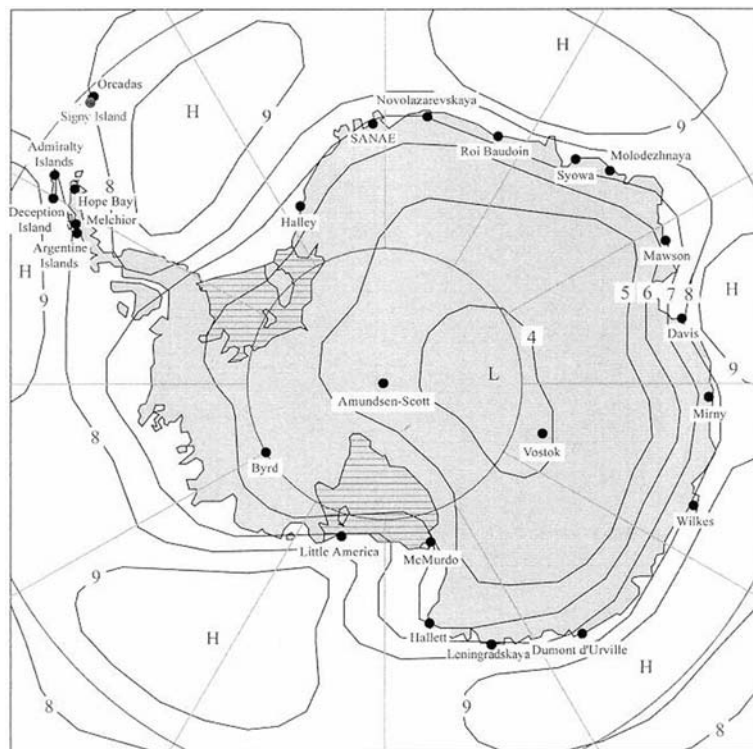 H
H
Orcadas
9
Signy Island
Novolazarevskaya
9
SANAE
Admiralty
Islands
8
Roi Baudoin
Molodezhnaya
Syowa
Hope Bay
Deception
Island
Melchior
Halley
Argentine
Islands
Mawson
H
H
9
5 6 7 8
Davis
4
9
L
Amundsen-Scott
Mirny
8
Vostok
Byrd
Wilkes
Little America
McMurdo
9
9
H
Hallett
Leningradskaya
Dumont d'Urville
H
8
9
8